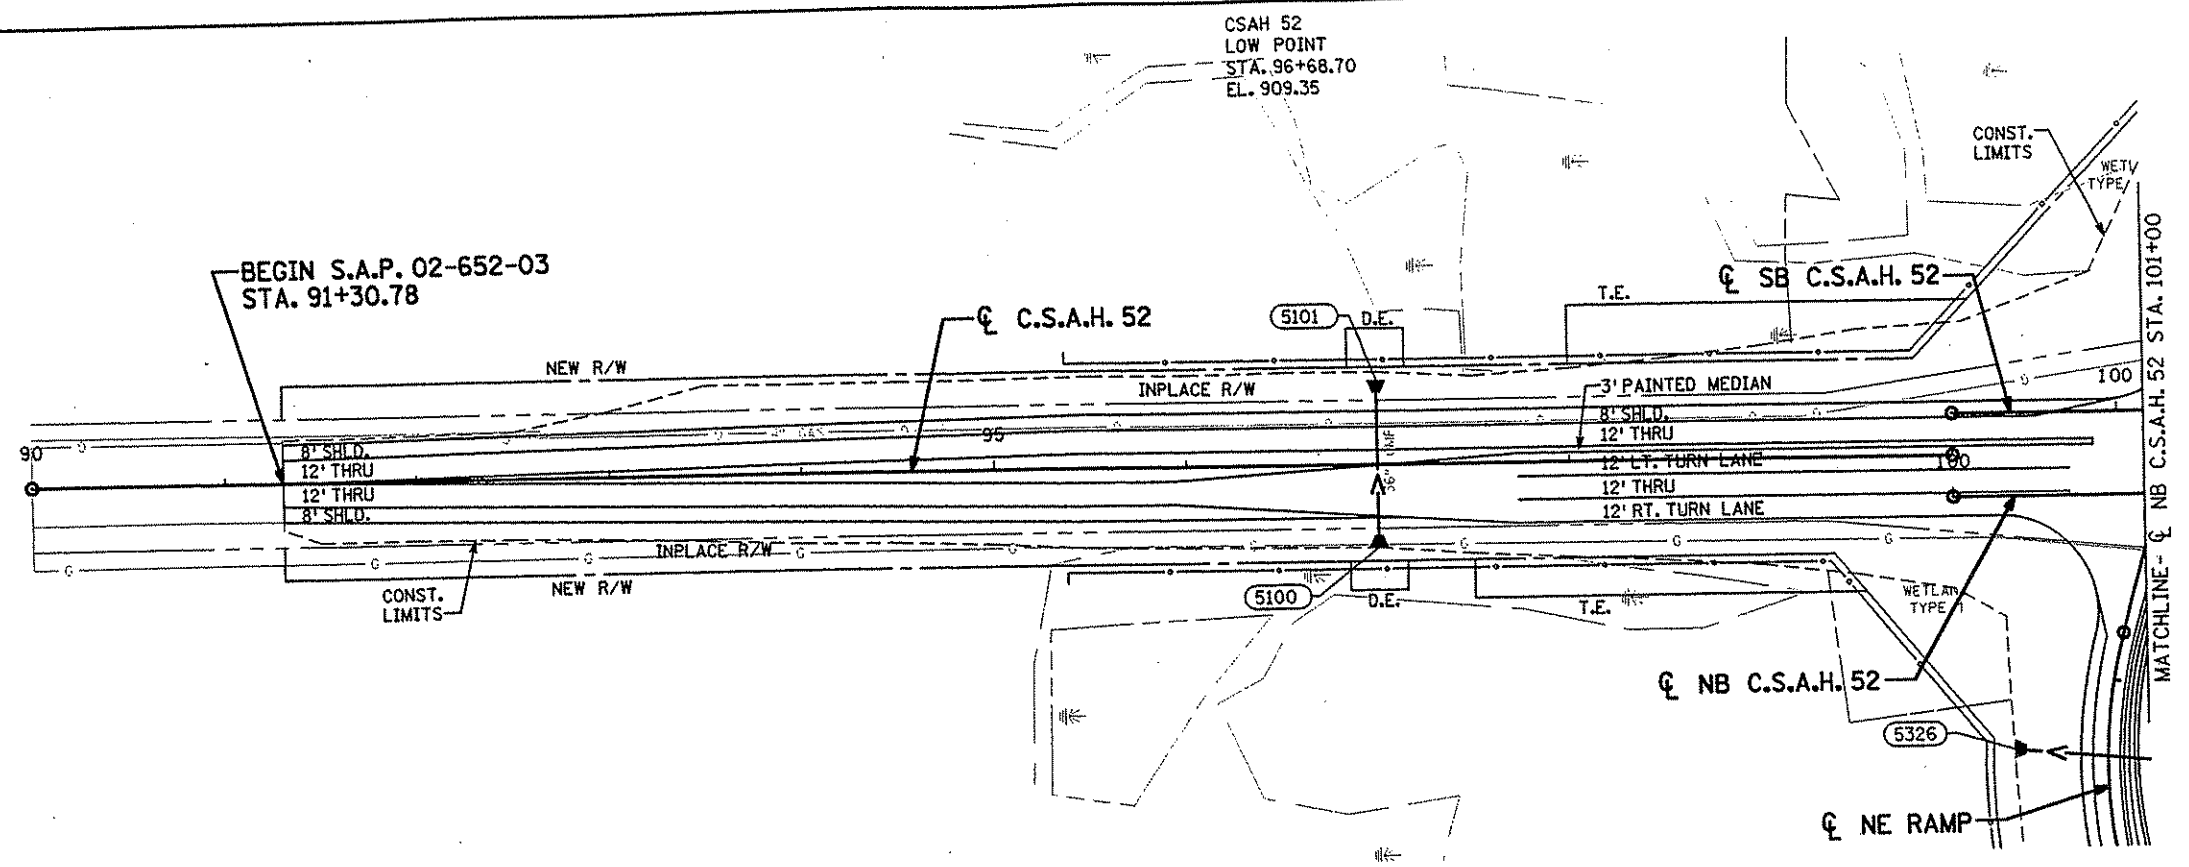 CSAH 52
LOW POINT
STA. 96+68.70
EL. 909.35
CONST.
LIMITS
TYPE
BEGIN S.A.P. 02-652-03
STA. 91+30.78
℄ C.S.A.H. 52
5101
D.E.
T.E.
℄ SB C.S.A.H. 52
NEW R/W
INPLACE R/W
3' PAINTED MEDIAN
100
90
95
8' SHLD.
12' THRU
12' THRU
8' SHLD.
8' SHLD.
12' THRU
12' LT. TURN LANE
100
12' THRU
12' RT. TURN LANE
G
G
G
G
G
G
G
G
INPLACE R/W
NEW R/W
CONST.
LIMITS
5100
D.E.
T.E.
TYPE 1
℄ NB C.S.A.H. 52
5326
℄ NE RAMP
MATCHLINE- ℄ NB C.S.A.H. 52 STA. 101+00